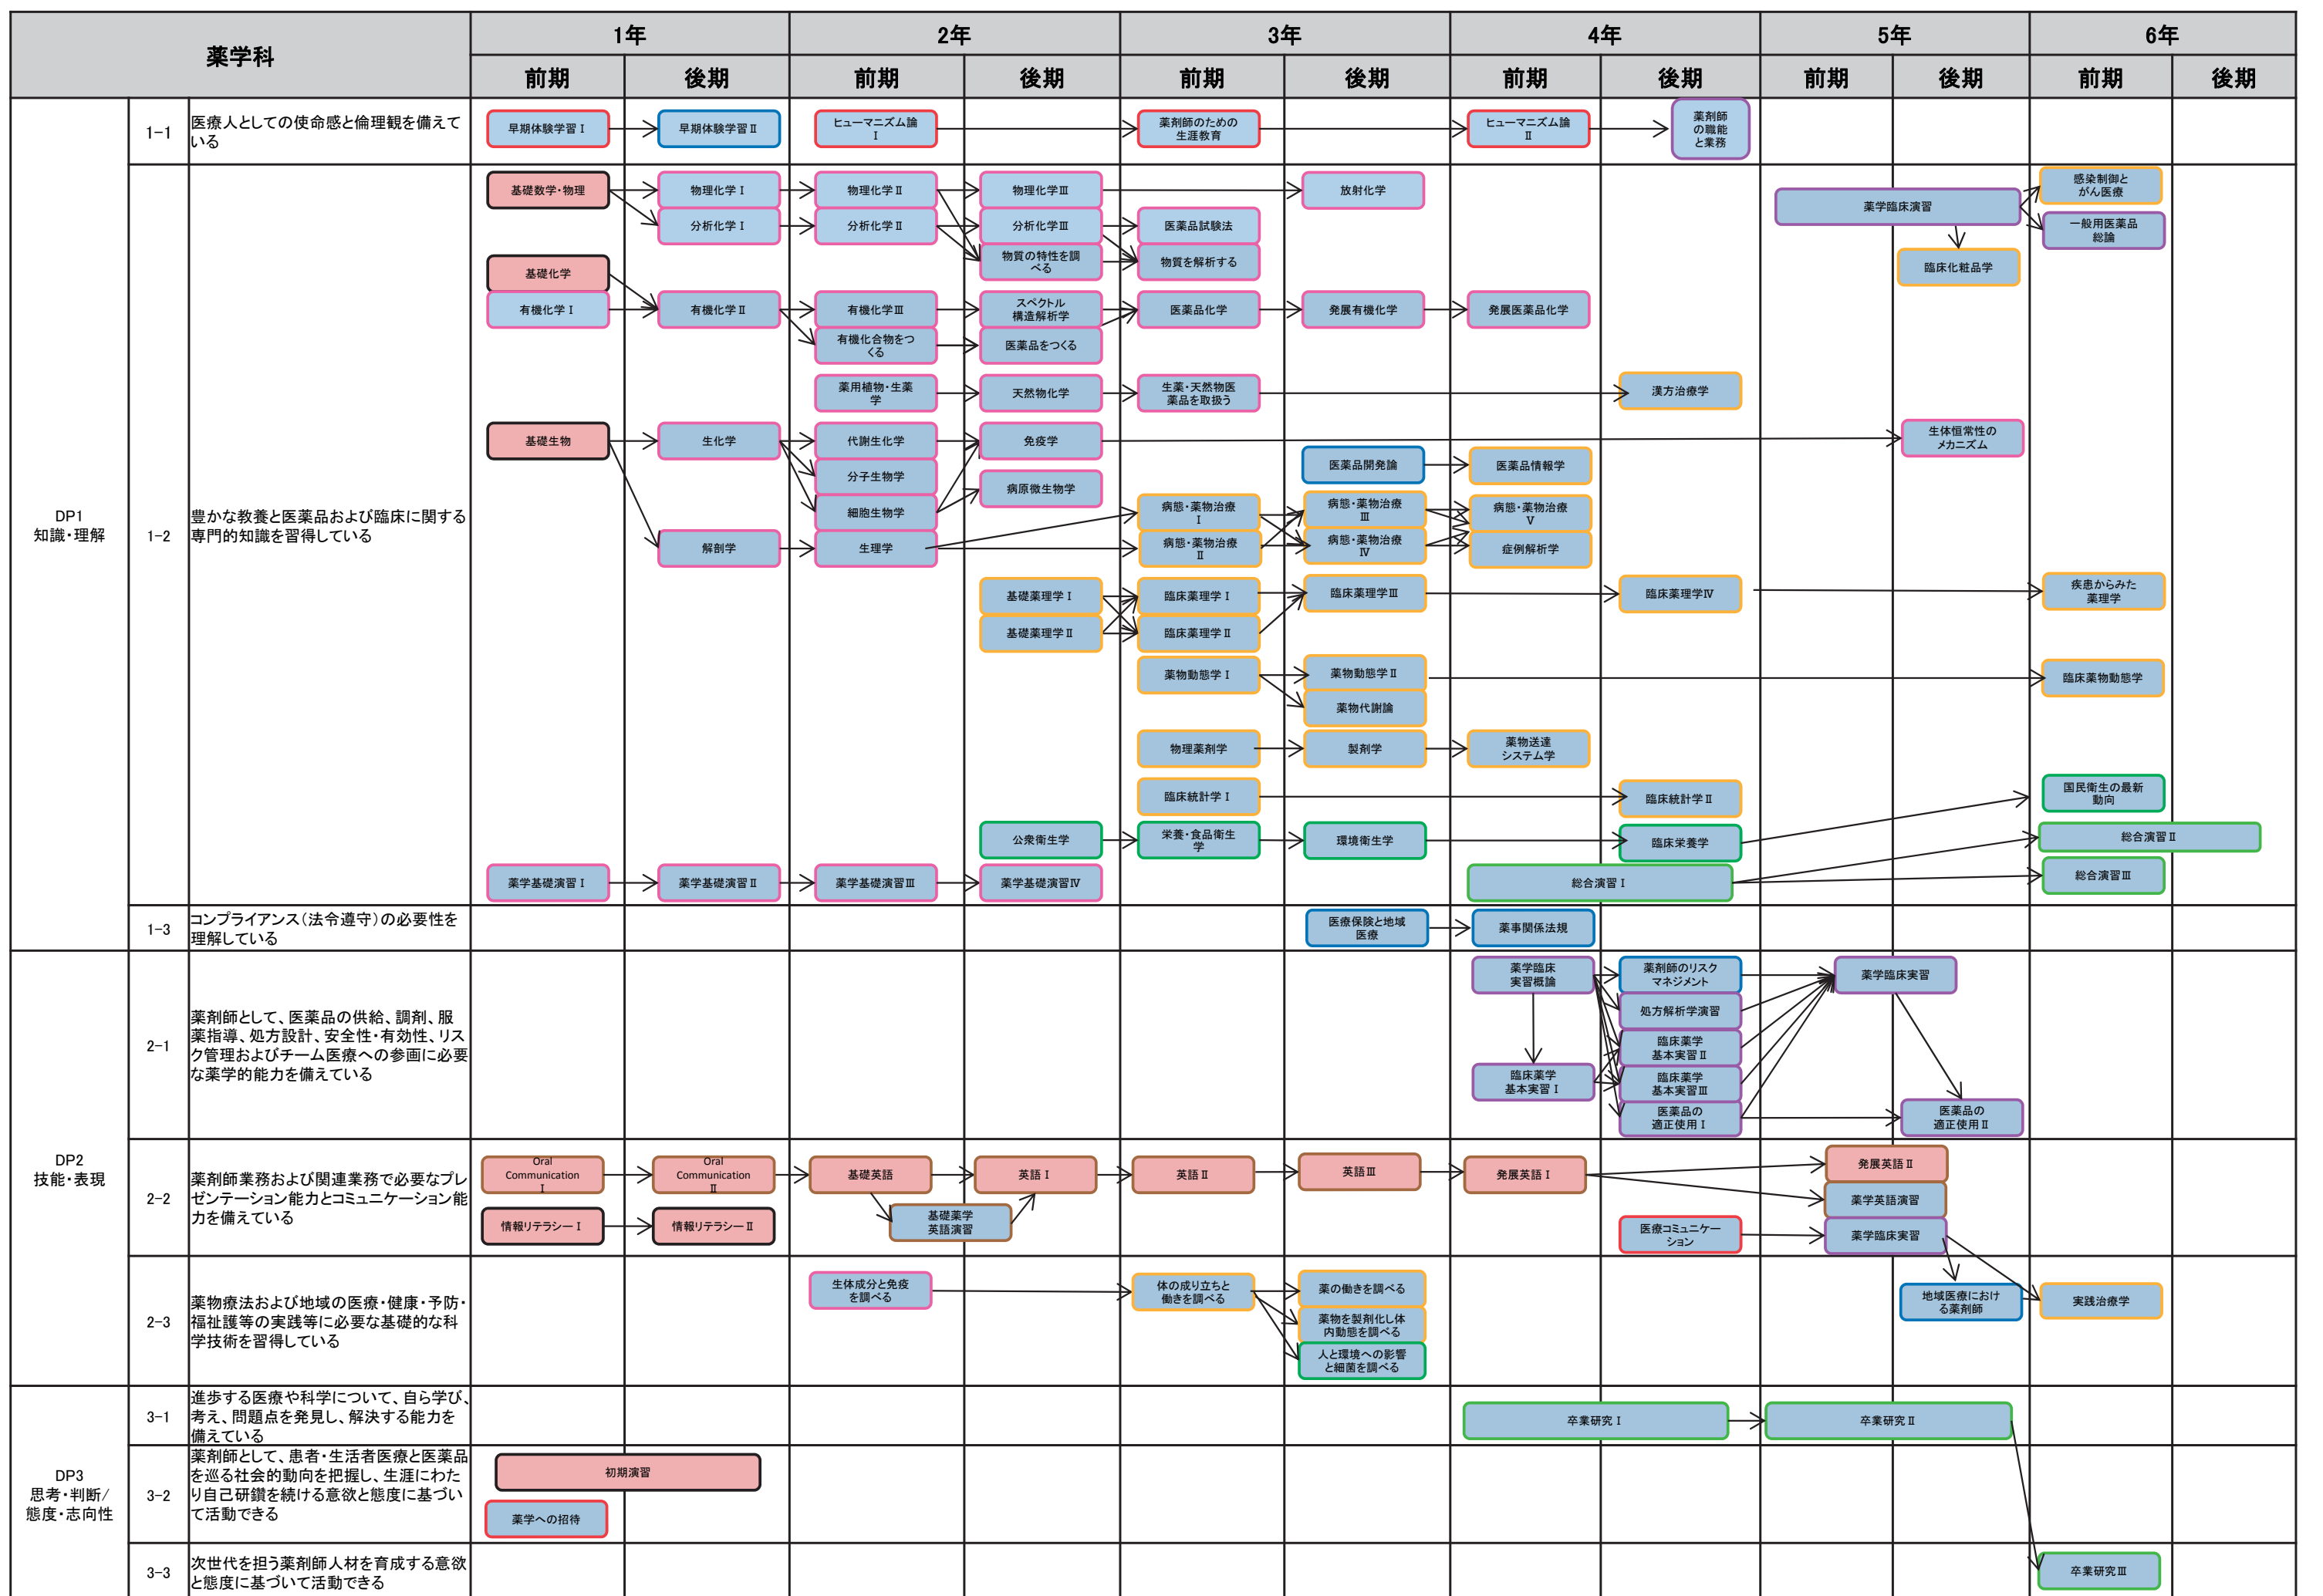 薬学科
1年
2年
3年
4年
5年
6年
前期
後期
前期
後期
前期
後期
前期
後期
前期
後期
前期
後期
DP1
知識・理解
1-1
医療人としての使命感と倫理観を備えて
いる
早期体験学習Ⅰ
早期体験学習Ⅱ
ヒューマニズム論
Ⅰ
薬剤師のための
生涯教育
ヒューマニズム論
Ⅱ
薬剤師
の職能
と業務
1-2
豊かな教養と医薬品および臨床に関する
専門的知識を習得している
基礎数学・物理
物理化学Ⅰ
物理化学Ⅱ
物理化学Ⅲ
放射化学
薬学臨床演習
感染制御と
がん医療
分析化学Ⅰ
分析化学Ⅱ
分析化学Ⅲ
医薬品試験法
一般用医薬品
総論
物質の特性を調
べる
物質を解析する
臨床化粧品学
基礎化学
有機化学Ⅰ
有機化学Ⅱ
有機化学Ⅲ
スペクトル
構造解析学
医薬品化学
発展有機化学
発展医薬品化学
有機化合物をつ
くる
医薬品をつくる
薬用植物・生薬
学
天然物化学
生薬・天然物医
薬品を取扱う
漢方治療学
基礎生物
生化学
代謝生化学
免疫学
生体恒常性の
メカニズム
分子生物学
医薬品開発論
医薬品情報学
病原微生物学
細胞生物学
病態・薬物治療
Ⅰ
病態・薬物治療
Ⅲ
病態・薬物治療
Ⅴ
解剖学
生理学
病態・薬物治療
Ⅱ
病態・薬物治療
Ⅳ
症例解析学
基礎薬理学Ⅰ
臨床薬理学Ⅰ
臨床薬理学Ⅲ
臨床薬理学Ⅳ
疾患からみた
薬理学
基礎薬理学Ⅱ
臨床薬理学Ⅱ
薬物動態学Ⅰ
薬物動態学Ⅱ
臨床薬物動態学
薬物代謝論
物理薬剤学
製剤学
薬物送達
システム学
臨床統計学Ⅰ
臨床統計学Ⅱ
国民衛生の最新
動向
公衆衛生学
栄養・食品衛生
学
環境衛生学
臨床栄養学
総合演習Ⅱ
薬学基礎演習Ⅰ
薬学基礎演習Ⅱ
薬学基礎演習Ⅲ
薬学基礎演習Ⅳ
総合演習Ⅰ
総合演習Ⅲ
1-3
コンプライアンス（法令遵守）の必要性を
理解している
医療保険と地域
医療
薬事関係法規
DP2
技能・表現
2-1
薬剤師として、医薬品の供給、調剤、服
薬指導、処方設計、安全性・有効性、リス
ク管理およびチーム医療への参画に必要
な薬学的能力を備えている
薬学臨床
実習概論
薬剤師のリスク
マネジメント
薬学臨床実習
処方解析学演習
臨床薬学
基本実習Ⅱ
臨床薬学
基本実習Ⅰ
臨床薬学
基本実習Ⅲ
医薬品の
適正使用Ⅰ
医薬品の
適正使用Ⅱ
2-2
薬剤師業務および関連業務で必要なプレ
ゼンテーション能力とコミュニケーション能
力を備えている
Oral
Communication
Ⅰ
Oral
Communication
Ⅱ
基礎英語
英語Ⅰ
英語Ⅱ
英語Ⅲ
発展英語Ⅰ
発展英語Ⅱ
薬学英語演習
情報リテラシーⅠ
情報リテラシーⅡ
基礎薬学
英語演習
医療コミュニケー
ション
薬学臨床実習
2-3
薬物療法および地域の医療・健康・予防・
福祉護等の実践等に必要な基礎的な科
学技術を習得している
生体成分と免疫
を調べる
体の成り立ちと
働きを調べる
薬の働きを調べる
薬物を製剤化し体
内動態を調べる
人と環境への影響
と細菌を調べる
地域医療におけ
る薬剤師
実践治療学
DP3
思考・判断/
態度・志向性
3-1
進歩する医療や科学について、自ら学び、
考え、問題点を発見し、解決する能力を
備えている
卒業研究Ⅰ
卒業研究Ⅱ
3-2
薬剤師として、患者・生活者医療と医薬品
を巡る社会的動向を把握し、生涯にわた
り自己研鑽を続ける意欲と態度に基づい
て活動できる
初期演習
薬学への招待
3-3
次世代を担う薬剤師人材を育成する意欲
と態度に基づいて活動できる
卒業研究Ⅲ